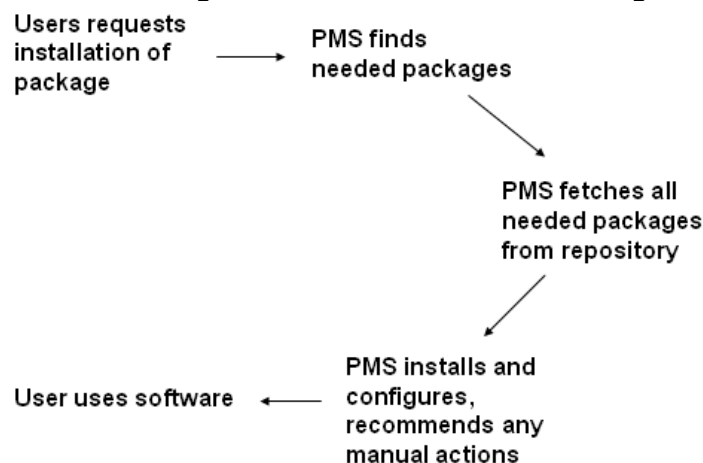 Users requests
installation of
package
PMS finds
needed packages
PMS fetches all
needed packages
from repository
PMS installs and
configures,
recommends any
manual actions
User uses software